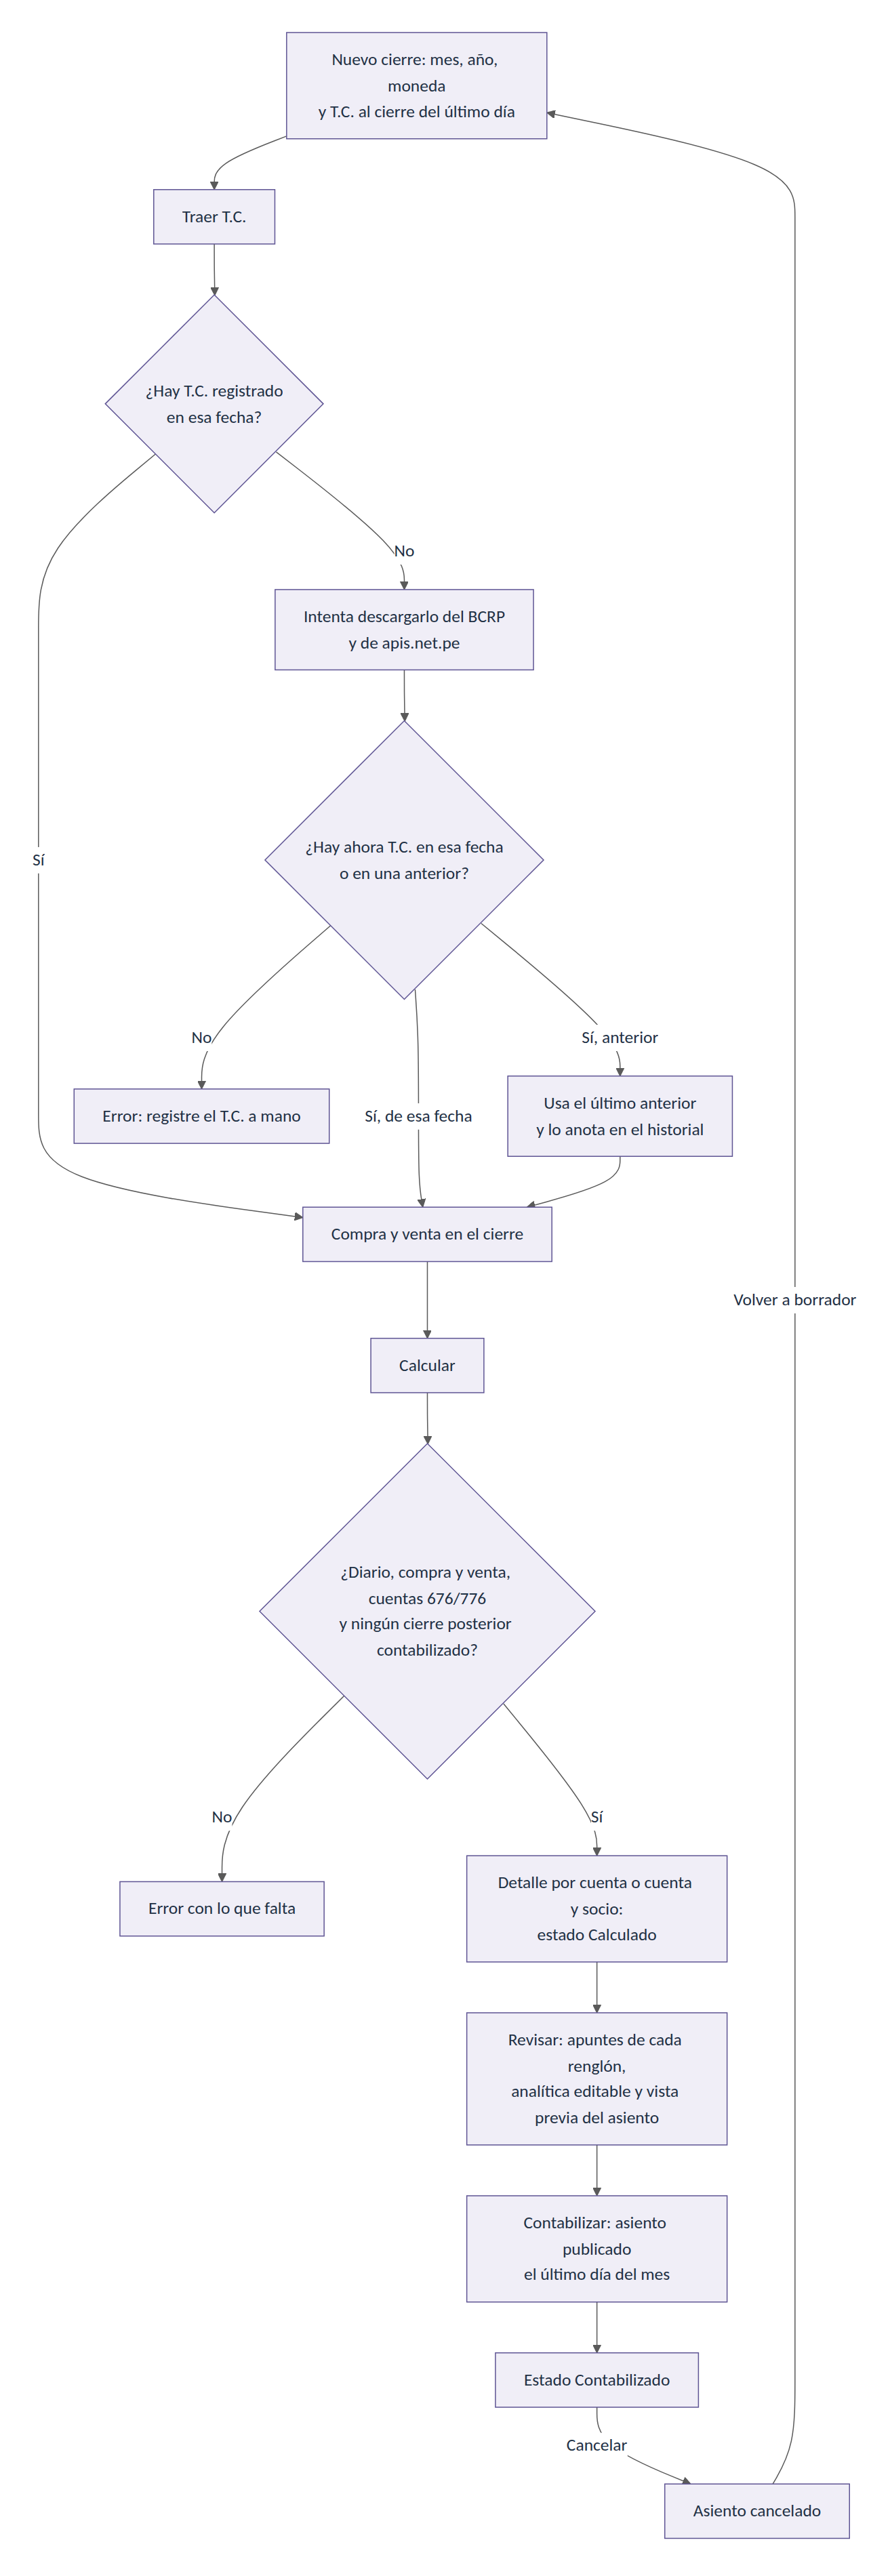 Nuevo cierre: mes, año,
moneda
y T.C. al cierre del último día
Traer T.C.
¿Hay T.C. registrado
en esa fecha?
No
Intenta descargarlo del BCRP
y de apis.net.pe
¿Hay ahora T.C. en esa fecha
o en una anterior?
Sí
No
Sí, anterior
Error: registre el T.C. a mano
Sí, de esa fecha
Usa el último anterior
y lo anota en el historial
Compra y venta en el cierre
Volver a borrador
Calcular
¿Diario, compra y venta,
cuentas 676/776
y ningún cierre posterior
contabilizado?
No
Sí
Error con lo que falta
Detalle por cuenta o cuenta
y socio:
estado Calculado
Revisar: apuntes de cada
renglón,
analítica editable y vista
previa del asiento
Contabilizar: asiento
publicado
el último día del mes
Estado Contabilizado
Cancelar
Asiento cancelado